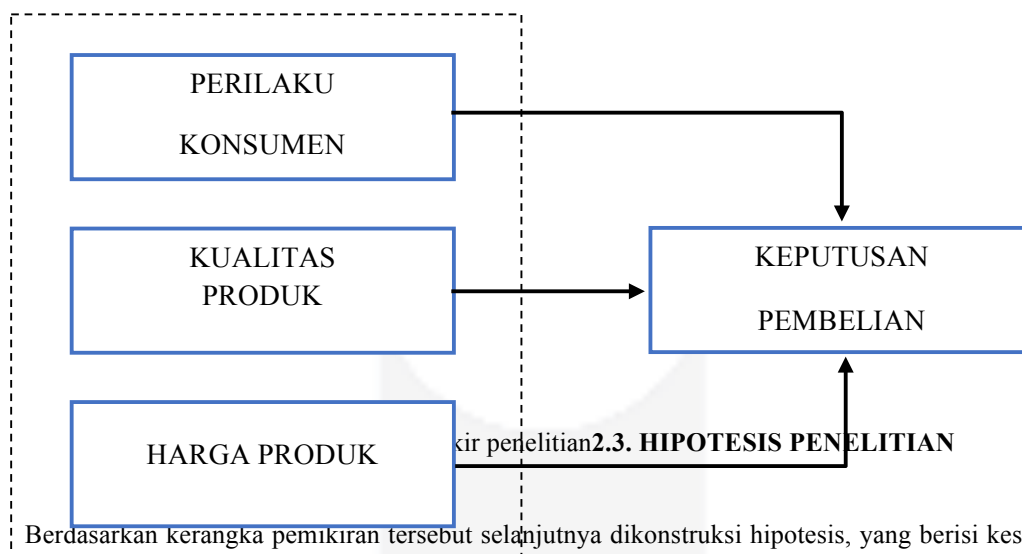 PERILAKU
KONSUMEN
KUALITAS
PRODUK
KEPUTUSAN
PEMBELIAN
HARGA PRODUK
kir penelitian2.3. HIPOTESIS PENELITIAN
Berdasarkan kerangka pemikiran tersebut selanjutnya dikonstruksi hipotesis, yang berisi kes